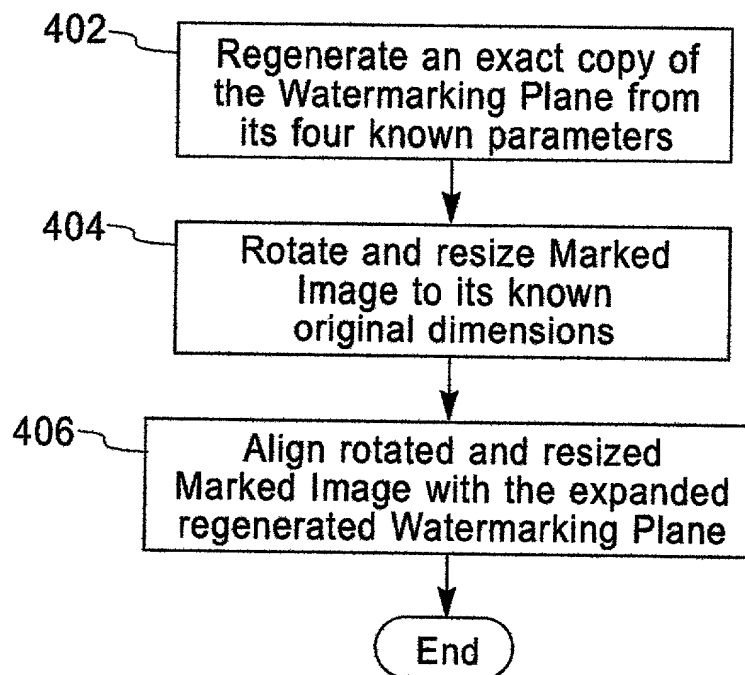 402
Regenerate an exact copy of
the Watermarking Plane from
its four known parameters
404
Rotate and resize Marked
Image to its known
original dimensions
406
Align rotated and resized
Marked Image with the expanded
regenerated Watermarking Plane
End